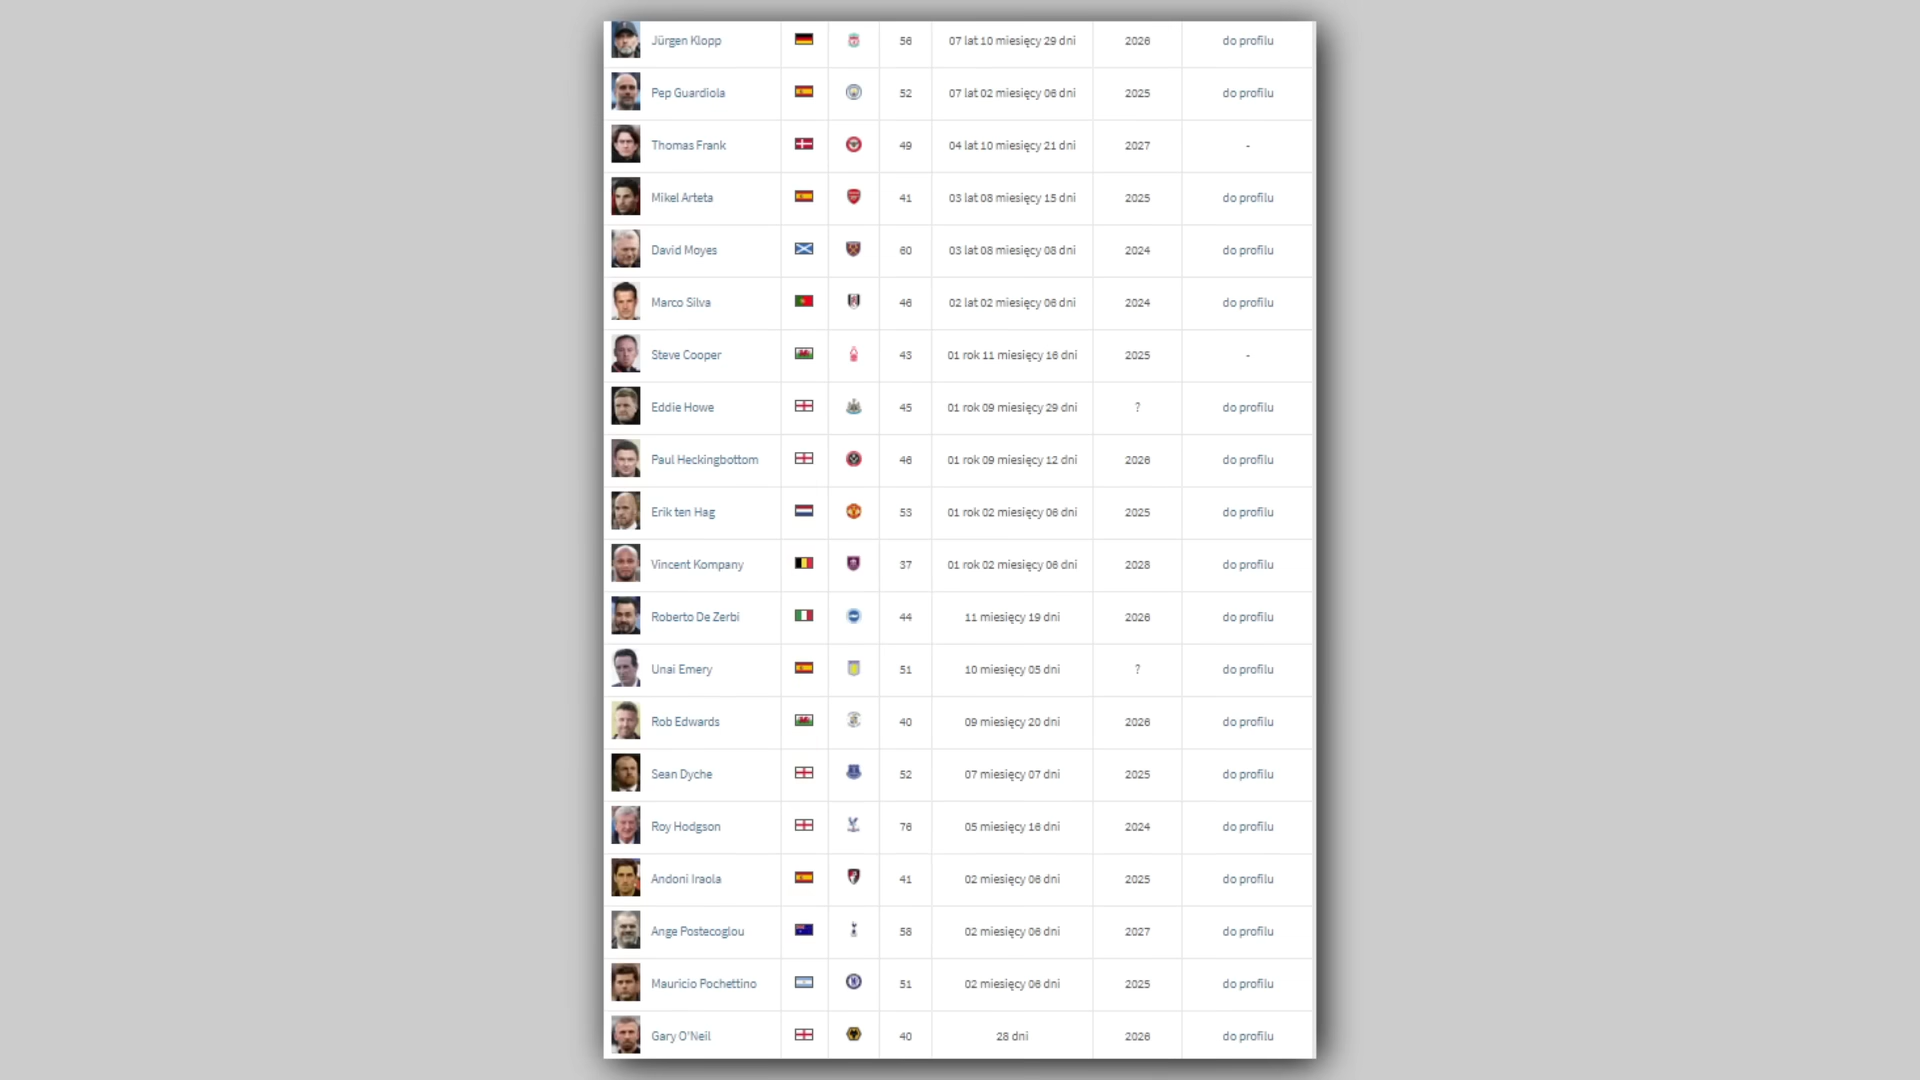 Jürgen Klopp 56 07 lat 10 miesięcy 29 dni 2026 do profilu
Pep Guardiola 52 07 lat 02 miesięcy 06 dni 2025 do profilu
Thomas Frank 49 04 lat 10 miesięcy 21 dni 2027 -
Mikel Arteta 41 03 lat 08 miesięcy 15 dni 2025 do profilu
David Moyes 60 03 lat 08 miesięcy 08 dni 2024 do profilu
Marco Silva 46 02 lat 02 miesięcy 06 dni 2024 do profilu
Steve Cooper 43 01 rok 11 miesięcy 16 dni 2025 -
Eddie Howe 45 01 rok 09 miesięcy 29 dni ? do profilu
Paul Heckingbottom 46 01 rok 09 miesięcy 12 dni 2026 do profilu
Erik ten Hag 53 01 rok 02 miesięcy 06 dni 2025 do profilu
Vincent Kompany 37 01 rok 02 miesięcy 06 dni 2028 do profilu
Roberto De Zerbi 44 11 miesięcy 19 dni 2026 do profilu
Unai Emery 51 10 miesięcy 05 dni ? do profilu
Rob Edwards 40 09 miesięcy 20 dni 2026 do profilu
Sean Dyche 52 07 miesięcy 07 dni 2025 do profilu
Roy Hodgson 76 05 miesięcy 16 dni 2024 do profilu
Andoni Iraola 41 02 miesięcy 06 dni 2025 do profilu
Ange Postecoglou 58 02 miesięcy 06 dni 2027 do profilu
Mauricio Pochettino 51 02 miesięcy 06 dni 2025 do profilu
Gary O'Neil 40 28 dni 2026 do profilu